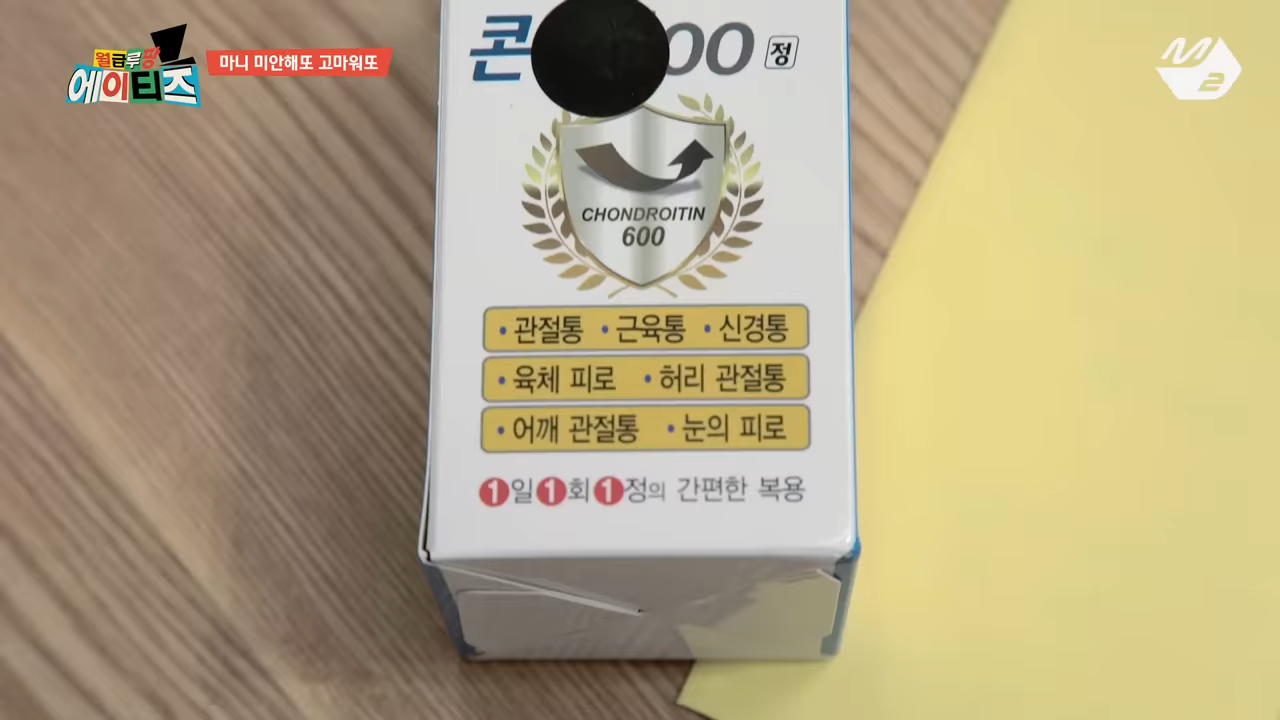 월급루팡
에이티즈
마니 미안해또 고마워또
M2
콘 00 정
CHONDROITIN
600
• 관절통 • 근육통 • 신경통
• 육체 피로 • 허리 관절통
• 어깨 관절통 • 눈의 피로
1일1회1정의 간편한 복용